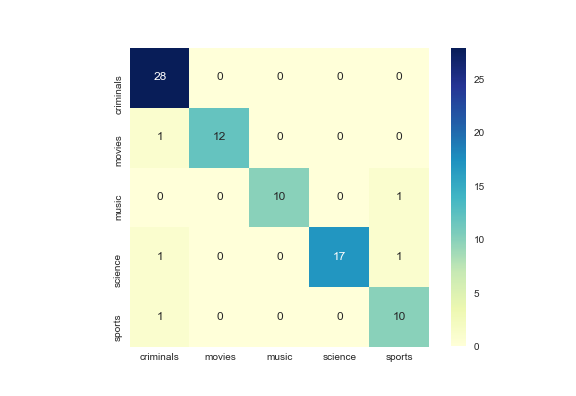 criminals 28 0 0 0 0
movies 1 12 0 0 0
music 0 0 10 0 1
science 1 0 0 17 1
sports 1 0 0 0 10
criminals movies music science sports
25
20
15
10
5
0